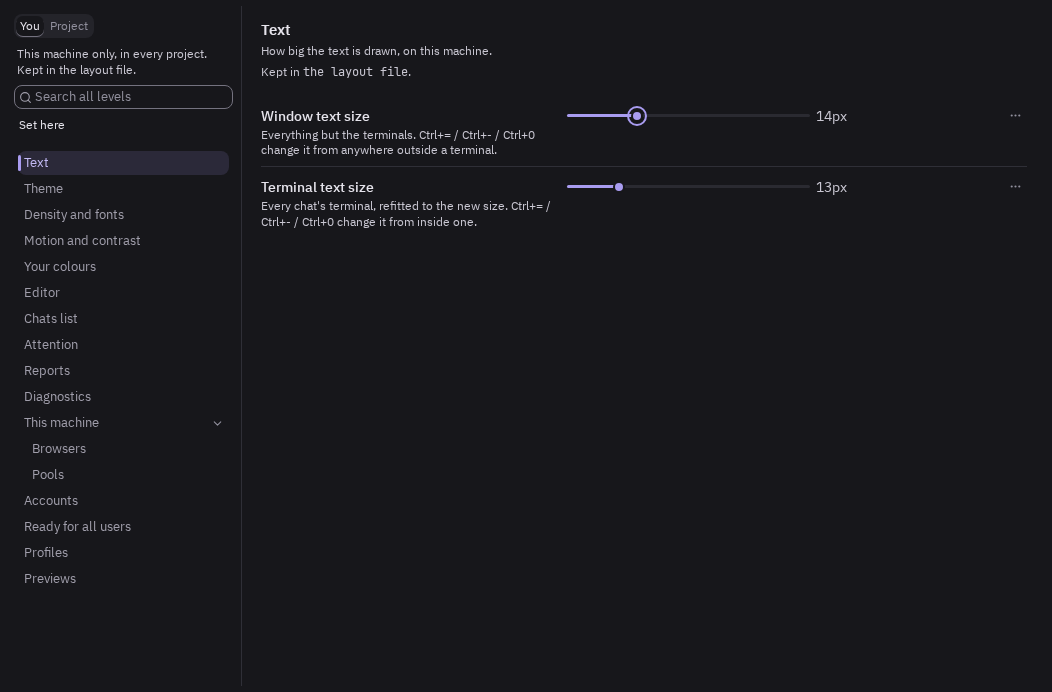 You Project
This machine only, in every project.
Kept in the layout file.
Search all levels
Set here
Text
Theme
Density and fonts
Motion and contrast
Your colours
Editor
Chats list
Attention
Reports
Diagnostics
This machine
Browsers
Pools
Accounts
Ready for all users
Profiles
Previews
Text
How big the text is drawn, on this machine.
Kept in the layout file.
Window text size
14px
Everything but the terminals. Ctrl+= / Ctrl+- / Ctrl+0
change it from anywhere outside a terminal.
Terminal text size
13px
Every chat's terminal, refitted to the new size. Ctrl+= /
Ctrl+- / Ctrl+0 change it from inside one.